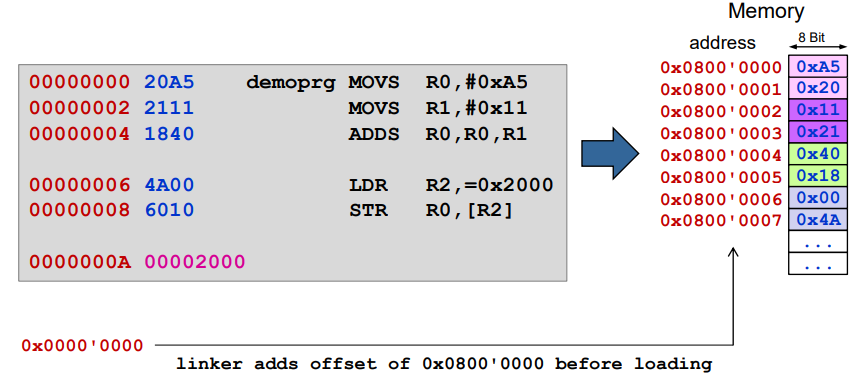 Memory
address 8 Bit
00000000 20A5 demoprg MOVS R0,#0xA5
00000002 2111 MOVS R1,#0x11
00000004 1840 ADDS R0,R0,R1
00000006 4A00 LDR R2,=0x2000
00000008 6010 STR R0,[R2]
0000000A 00002000
0x0800'0000 0xA5
0x0800'0001 0x20
0x0800'0002 0x11
0x0800'0003 0x21
0x0800'0004 0x40
0x0800'0005 0x18
0x0800'0006 0x00
0x0800'0007 0x4A
...
...
0x0000'0000
linker adds offset of 0x0800'0000 before loading